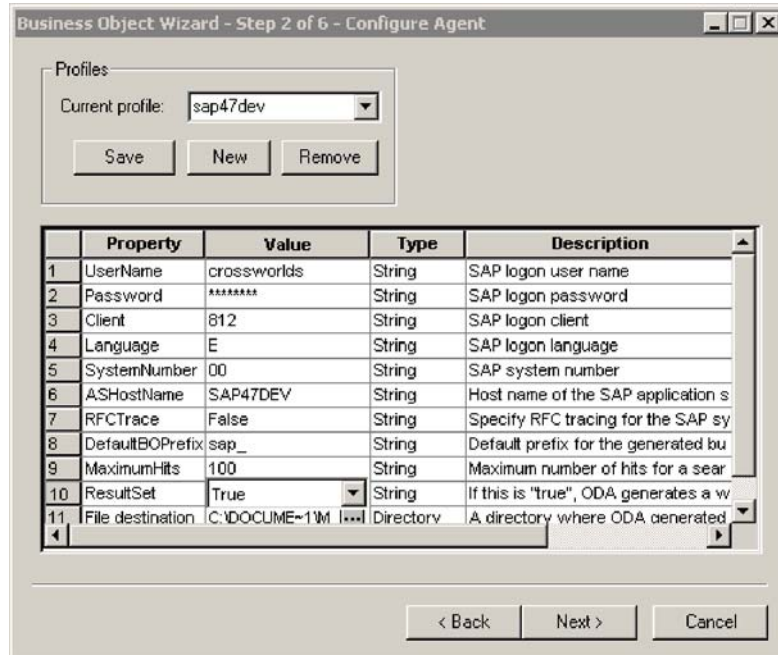 Business Object Wizard - Step 2 of 6 - Configure Agent
Profiles
Current profile: sap47dev
Save New Remove
Property Value Type Description
1 UserName crossworlds String SAP logon user name
2 Password ******** String SAP logon password
3 Client 812 String SAP logon client
4 Language E String SAP logon language
5 SystemNumber 00 String SAP system number
6 ASHostName SAP47DEV String Host name of the SAP application s
7 RFCTrace False String Specify RFC tracing for the SAP sy
8 DefaultBOPrefix sap_ String Default prefix for the generated bu
9 MaximumHits 100 String Maximum number of hits for a sear
10 ResultSet True String If this is "true", ODA generates a w
11 File destination C:\DOCUME~1\M ... Directory A directory where ODA generated
< Back Next > Cancel